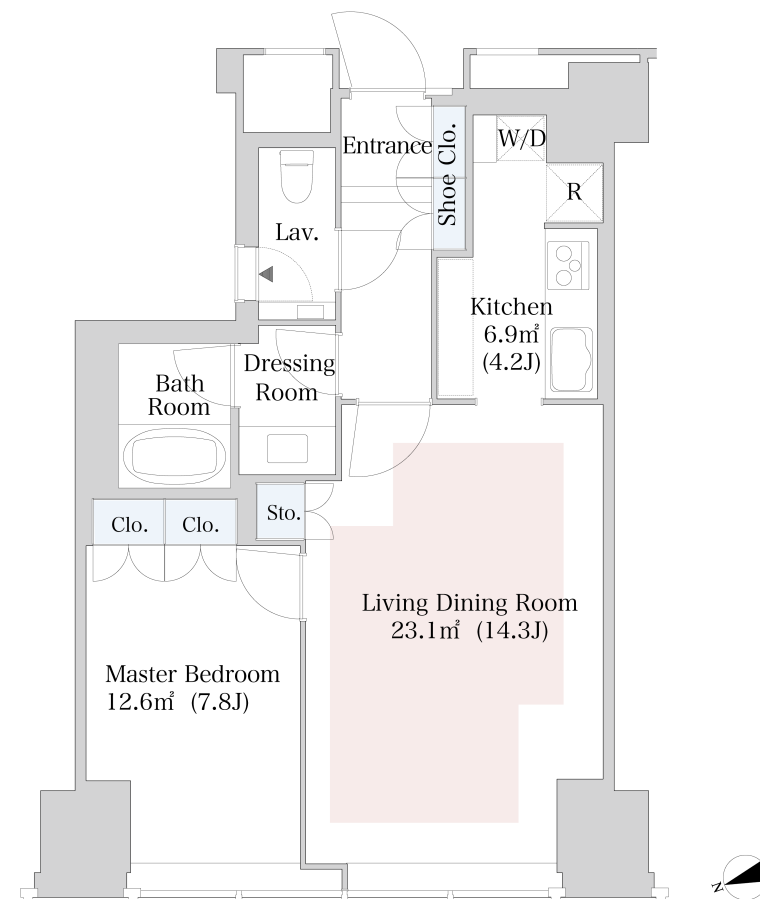 Entrance
Shoe Clo.
W/D
R
Lav.
Kitchen
6.9㎡
(4.2J)
Dressing
Room
Bath
Room
Clo.
Clo.
Sto.
Living Dining Room
23.1㎡ (14.3J)
Master Bedroom
12.6㎡ (7.8J)
N